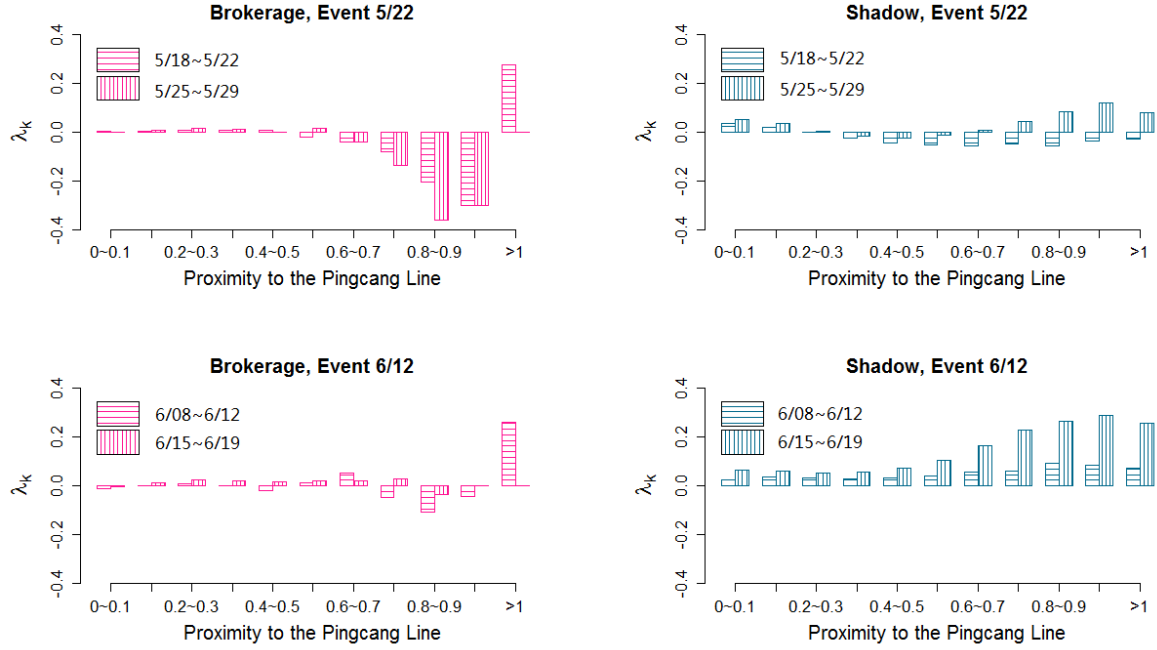 Brokerage, Event 5/22
0.4
0.2
0.0
-0.2
-0.4
λk
5/18~5/22
5/25~5/29
0~0.1 0.2~0.3 0.4~0.5 0.6~0.7 0.8~0.9 >1
Proximity to the Pingcang Line
Shadow, Event 5/22
0.4
0.2
0.0
-0.2
-0.4
λk
5/18~5/22
5/25~5/29
0~0.1 0.2~0.3 0.4~0.5 0.6~0.7 0.8~0.9 >1
Proximity to the Pingcang Line
Brokerage, Event 6/12
0.4
0.2
0.0
-0.2
-0.4
λk
6/08~6/12
6/15~6/19
0~0.1 0.2~0.3 0.4~0.5 0.6~0.7 0.8~0.9 >1
Proximity to the Pingcang Line
Shadow, Event 6/12
0.4
0.2
0.0
-0.2
-0.4
λk
6/08~6/12
6/15~6/19
0~0.1 0.2~0.3 0.4~0.5 0.6~0.7 0.8~0.9 >1
Proximity to the Pingcang Line